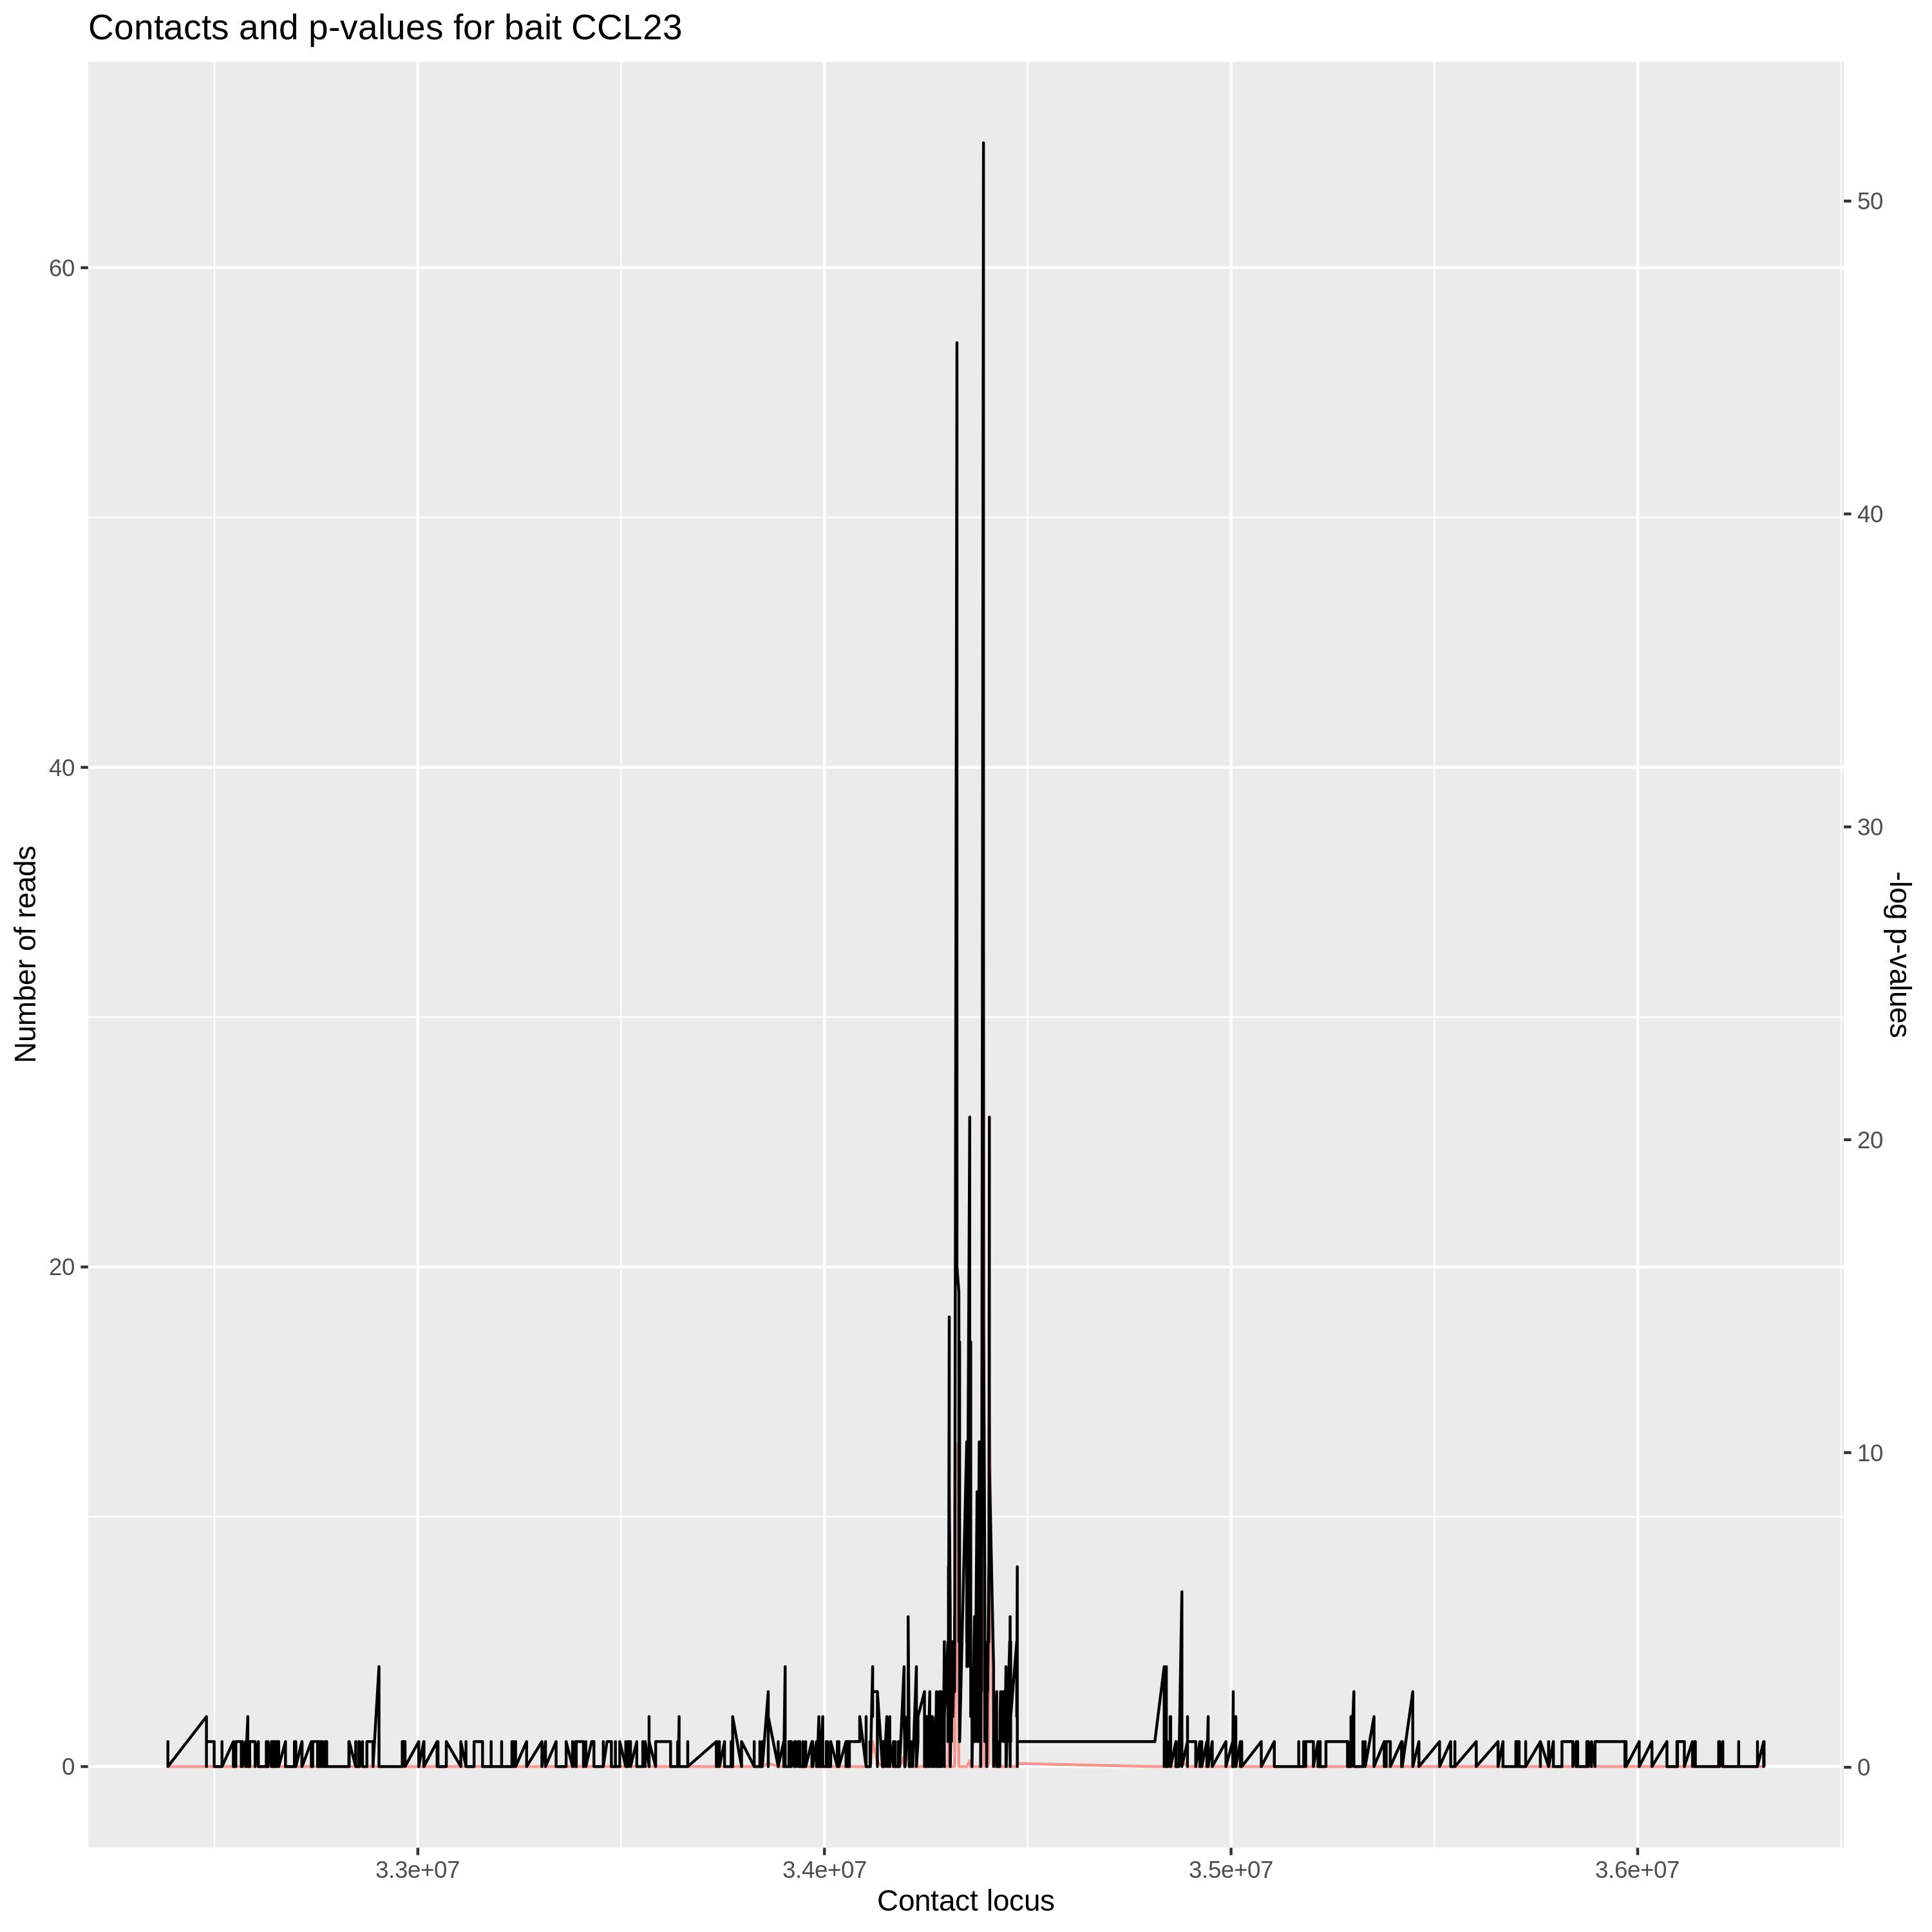 Contacts and p-values for bait CCL23
60
40
20
0
Number of reads
50
40
30
20
10
0
-log p-values
3.3e+07
3.4e+07
3.5e+07
3.6e+07
Contact locus